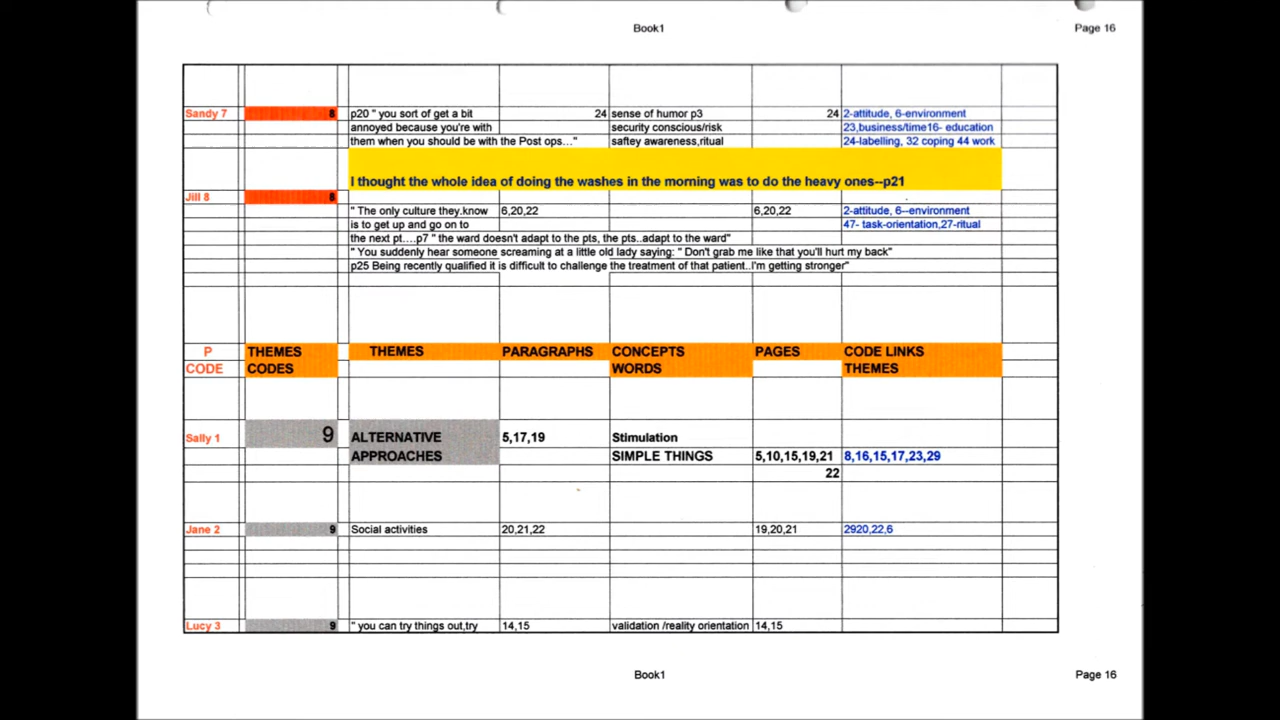 Book1 Page 16
Sandy 7 8 p20 " you sort of get a bit 24 sense of humor p3 24 2-attitude, 6-environment
annoyed because you're with security conscious/risk 23,business/time16- education
them when you should be with the Post ops..." saftey awareness,ritual 24-labelling, 32 coping 44 work
I thought the whole idea of doing the washes in the morning was to do the heavy ones--p21
Jill 8 8
" The only culture they.know 6,20,22 6,20,22 2-attitude, 6--environment
is to get up and go on to 47- task-orientation,27-ritual
the next pt....p7 " the ward doesn't adapt to the pts, the pts..adapt to the ward"
" You suddenly hear someone screaming at a little old lady saying: " Don't grab me like that you'll hurt my back"
p25 Being recently qualified it is difficult to challenge the treatment of that patient..I'm getting stronger"
P THEMES THEMES PARAGRAPHS CONCEPTS PAGES CODE LINKS
CODE CODES WORDS THEMES
Sally 1 9 ALTERNATIVE 5,17,19 Stimulation
APPROACHES SIMPLE THINGS 5,10,15,19,21 8,16,15,17,23,29
22
Jane 2 9 Social activities 20,21,22 19,20,21 2920,22,6
Lucy 3 9 " you can try things out,try 14,15 validation /reality orientation 14,15
Book1 Page 16